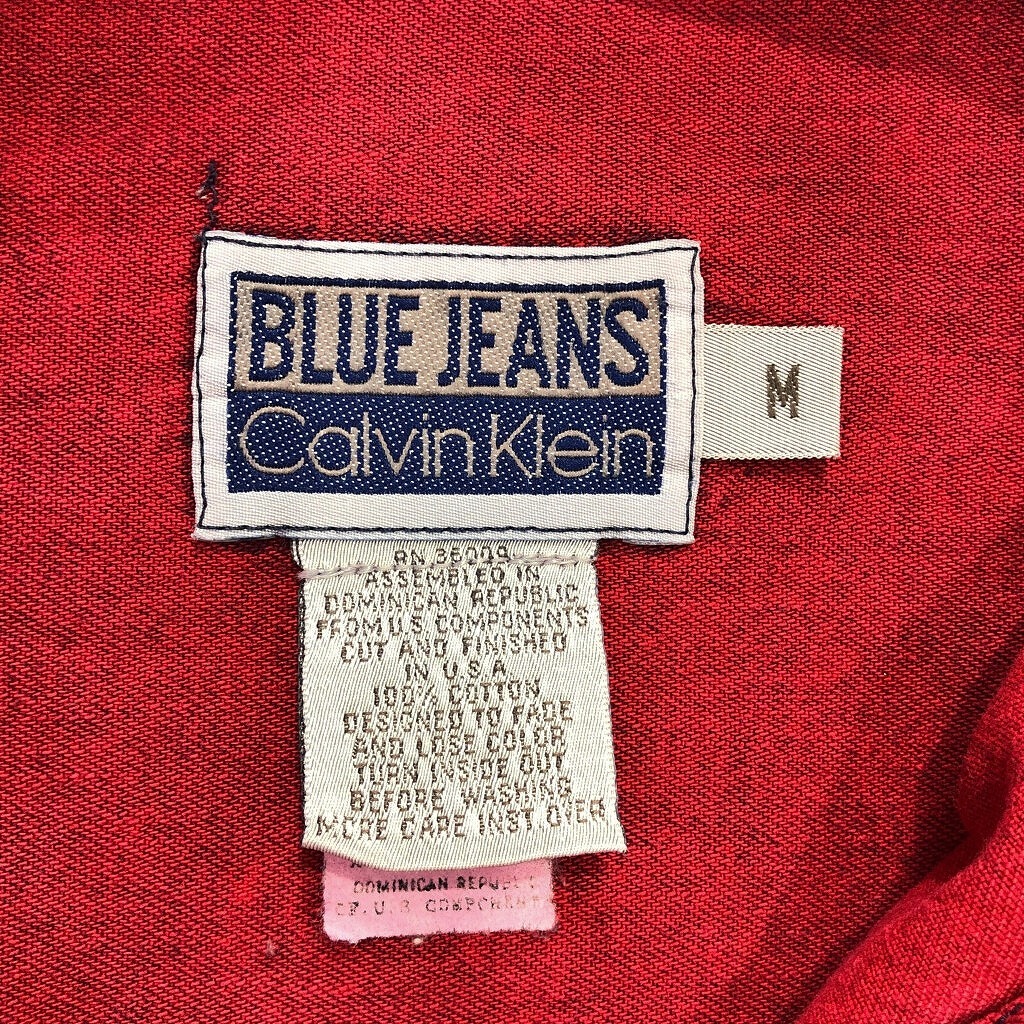 BLUE JEANS
Calvin Klein
M
RN 36009
ASSEMBLED IN
DOMINICAN REPUBLIC
FROM U.S COMPONENTS
CUT AND FINISHED
IN U.S.A
100% COTTON
DESIGNED TO FADE
AND LOSE COLOR
TURN INSIDE OUT
BEFORE WASHING
MORE CARE INST.OVER
DOMINICAN REPUBLIC